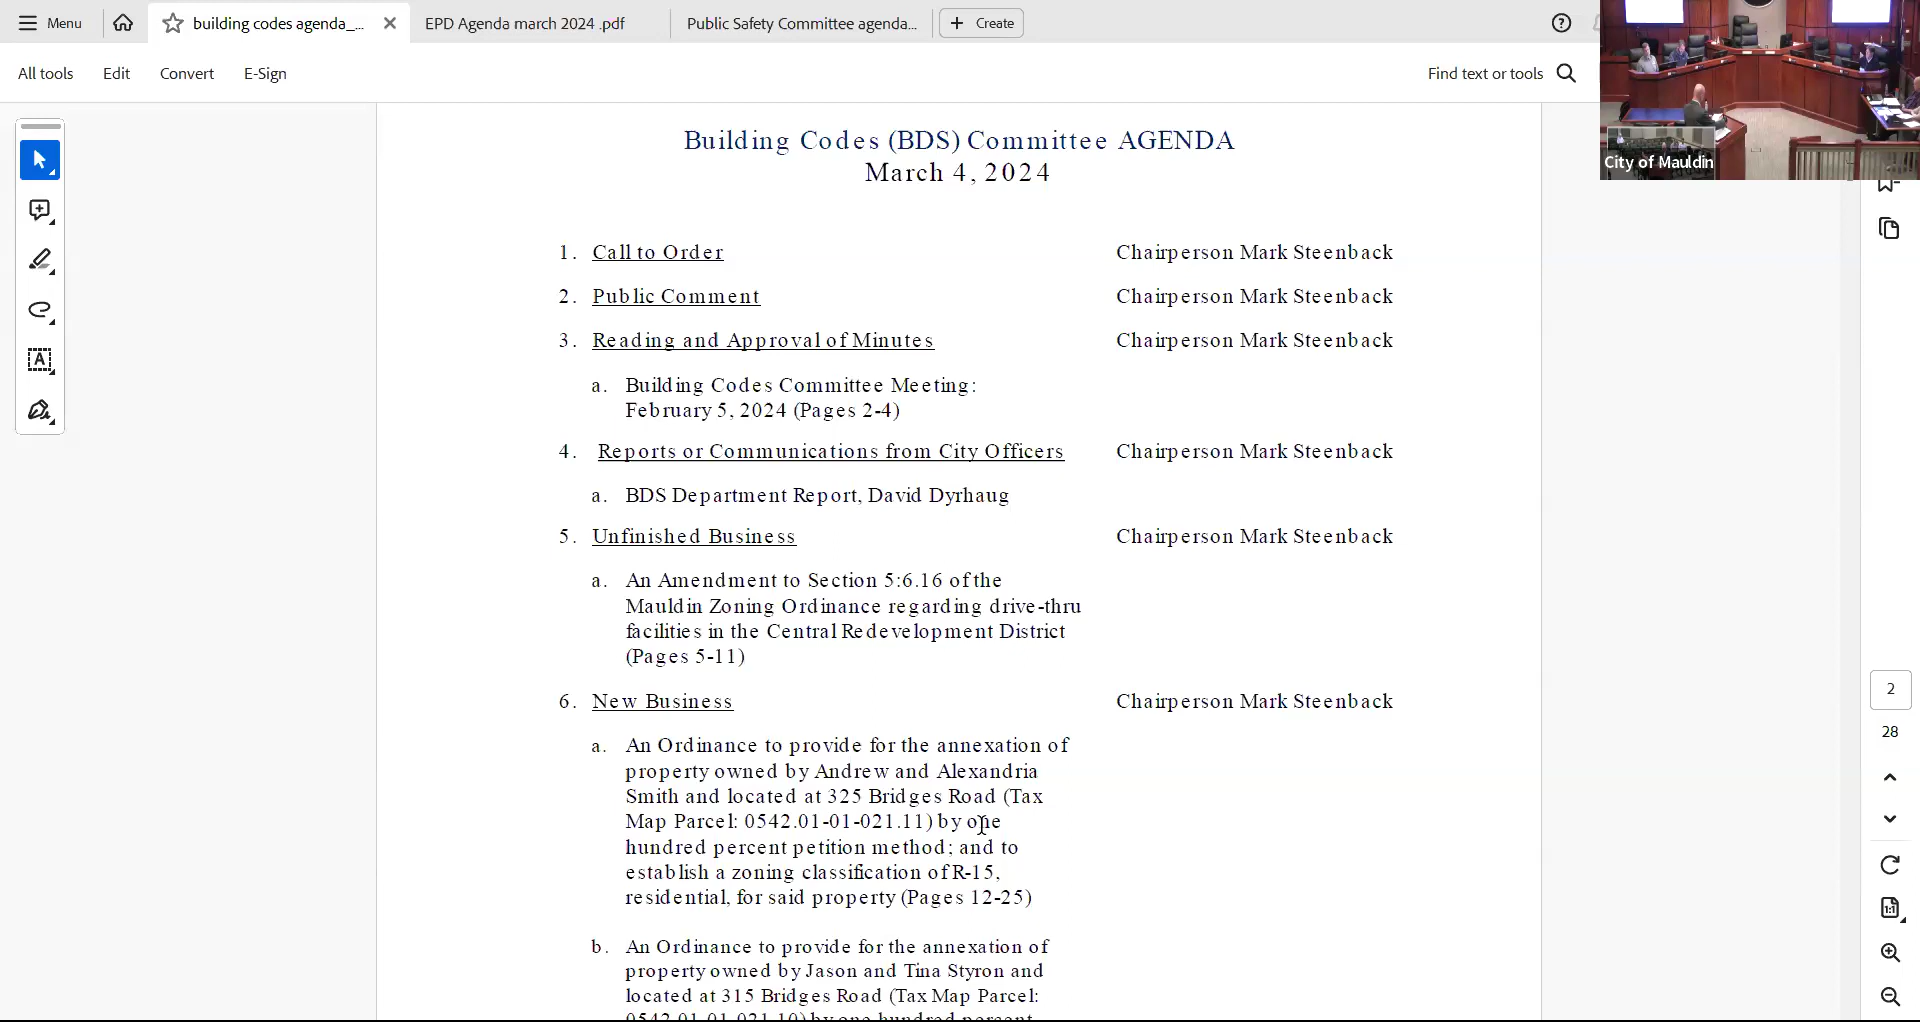 Menu
building codes agenda_...
EPD Agenda march 2024 .pdf
Public Safety Committee agenda...
+ Create
All tools
Edit
Convert
E-Sign
Find text or tools
City of Mauldin
Building Codes (BDS) Committee AGENDA
March 4, 2024
1. Call to Order Chairperson Mark Steenback
2. Public Comment Chairperson Mark Steenback
3. Reading and Approval of Minutes Chairperson Mark Steenback
a. Building Codes Committee Meeting:
February 5, 2024 (Pages 2-4)
4. Reports or Communications from City Officers Chairperson Mark Steenback
a. BDS Department Report, David Dyrhaug
5. Unfinished Business Chairperson Mark Steenback
a. An Amendment to Section 5:6.16 of the
Mauldin Zoning Ordinance regarding drive-thru
facilities in the Central Redevelopment District
(Pages 5-11)
6. New Business Chairperson Mark Steenback
a. An Ordinance to provide for the annexation of
property owned by Andrew and Alexandria
Smith and located at 325 Bridges Road (Tax
Map Parcel: 0542.01-01-021.11) by one
hundred percent petition method; and to
establish a zoning classification of R-15,
residential, for said property (Pages 12-25)
b. An Ordinance to provide for the annexation of
property owned by Jason and Tina Styron and
located at 315 Bridges Road (Tax Map Parcel:
0542.01-01-021.10) by one hundred percent
2
28